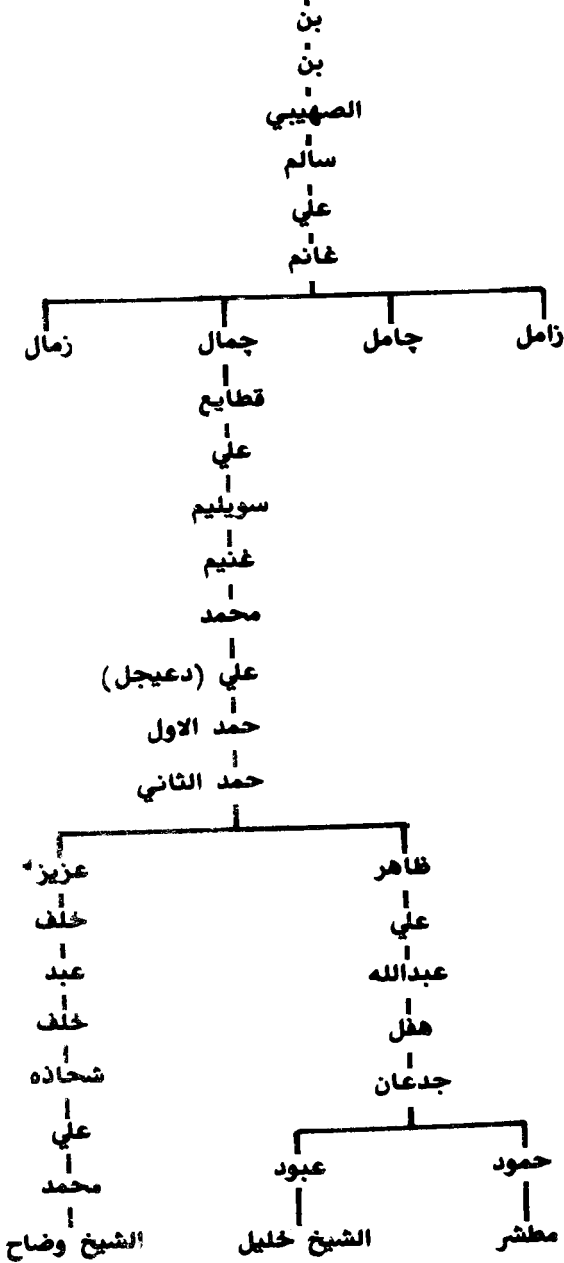 بن
بن
الصهيبي
سالم
علي
غانم
زامل چامل چمال زمال
قطايع
علي
سويليم
غنيم
محمد
علي (دعيجل)
حمد الاول
حمد الثاني
ظاهر عزيز*
علي خلف
عبدالله عبد
هفل خلف
جدعان شحاذه
علي
حمود عبود محمد
مطشر الشيخ خليل الشيخ وضاح